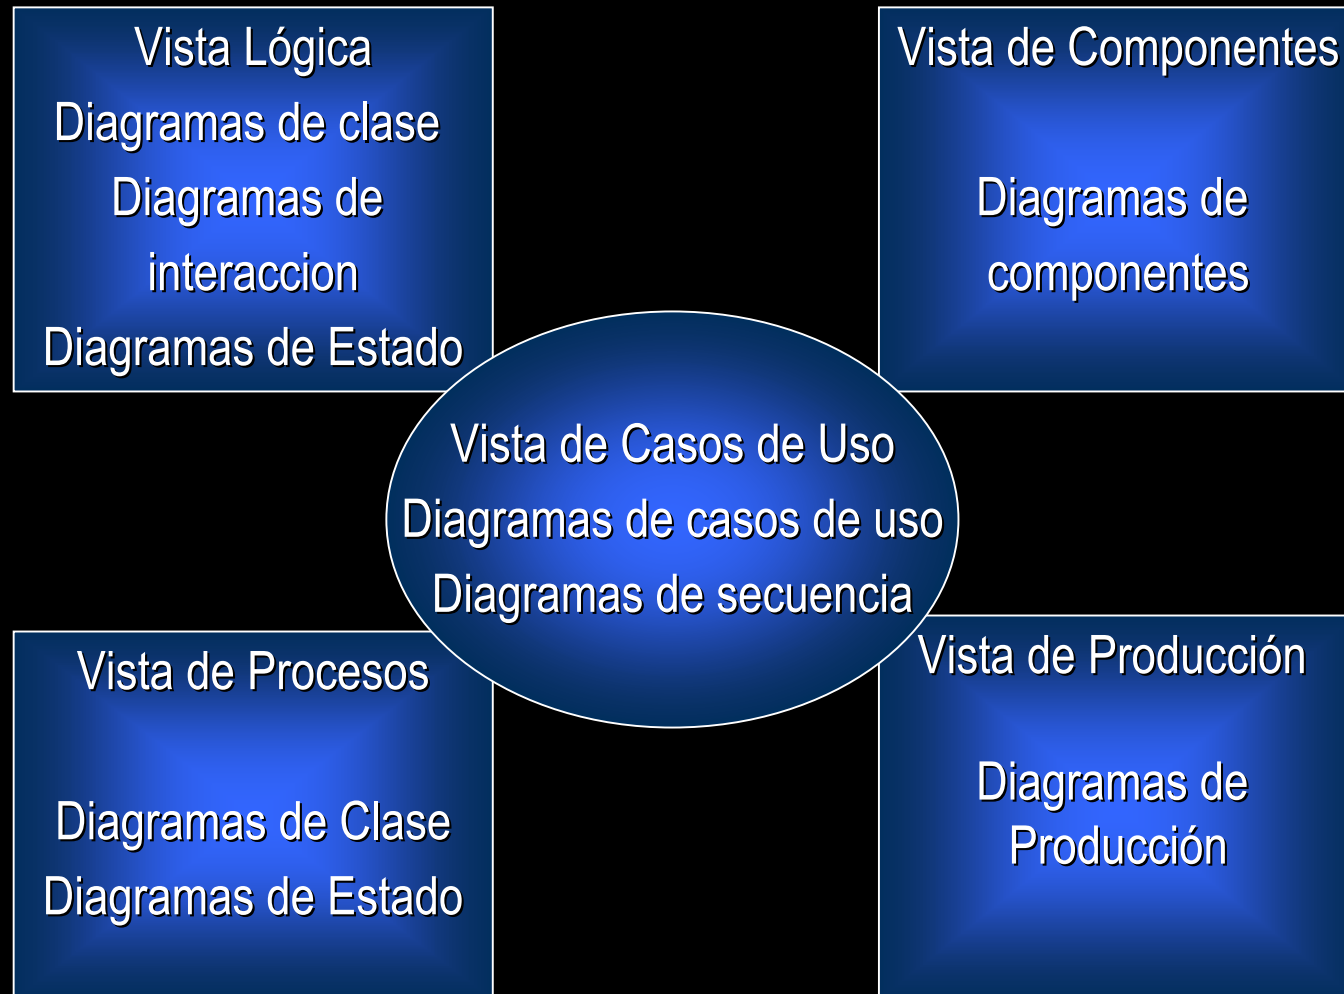 Vista Lógica
Diagramas de clase
Diagramas de
interaccion
Diagramas de Estado
Vista de Componentes
Diagramas de
componentes
Vista de Casos de Uso
Diagramas de casos de uso
Diagramas de secuencia
Vista de Procesos
Diagramas de Clase
Diagramas de Estado
Vista de Producción
Diagramas de
Producción